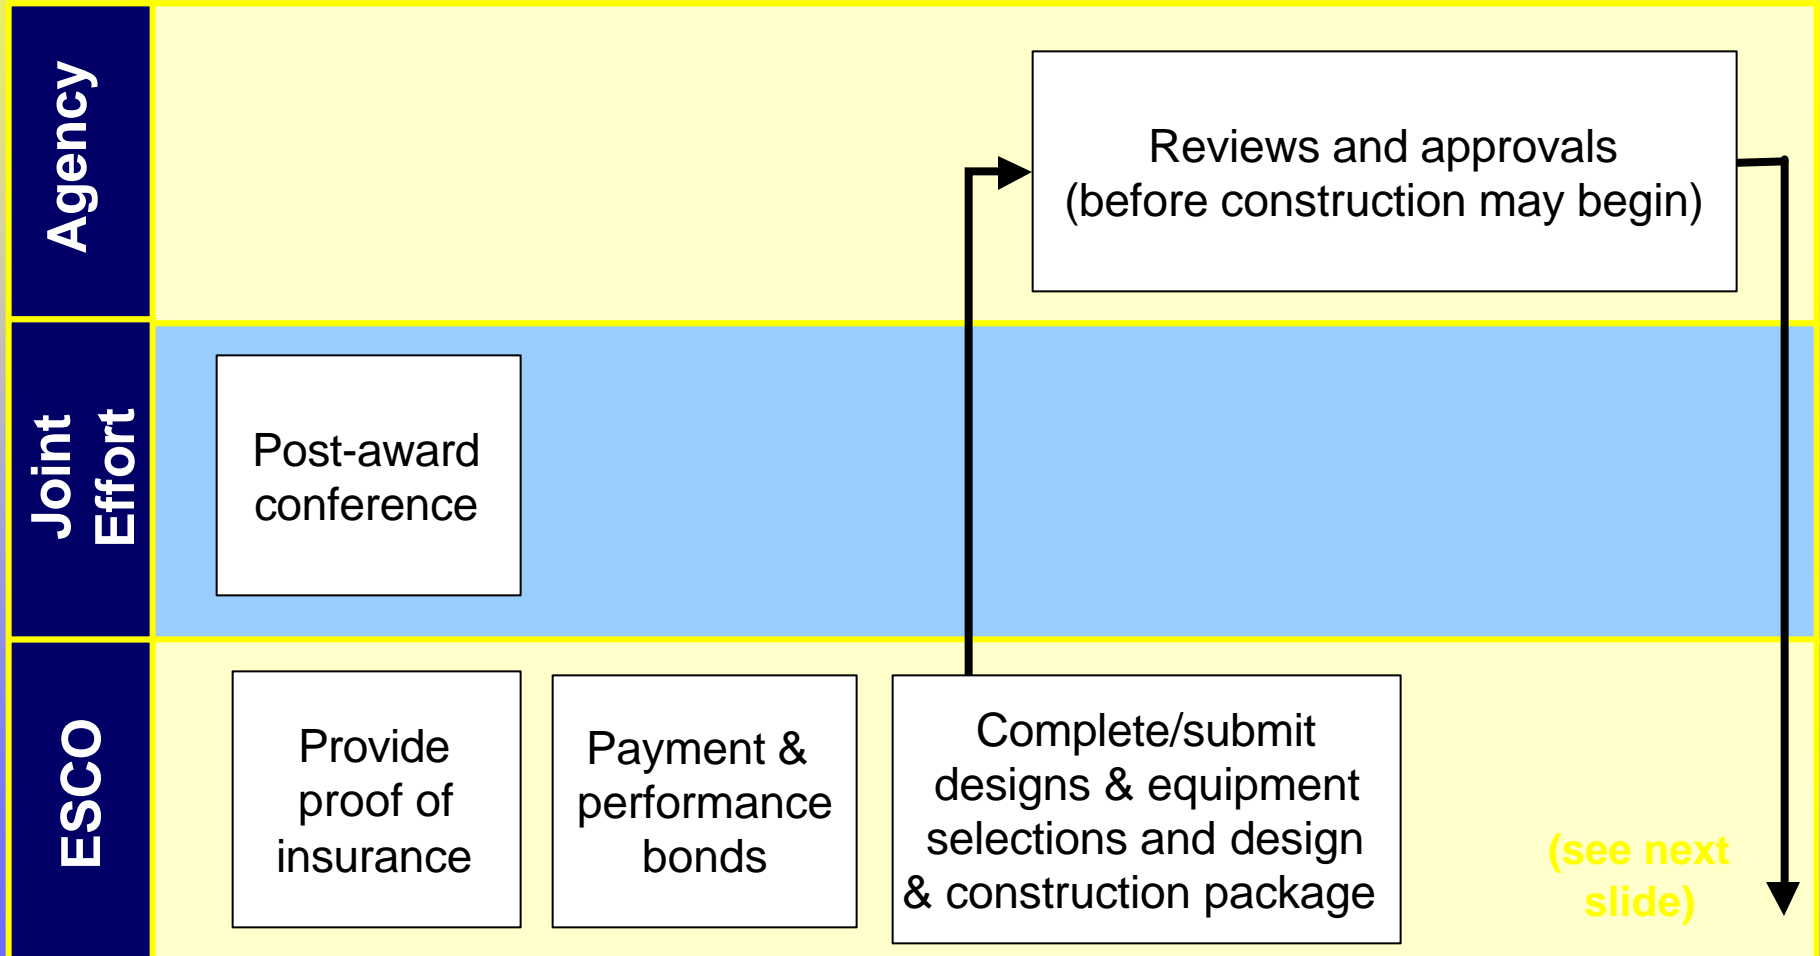 Agency
Reviews and approvals
(before construction may begin)
Joint
Effort
Post-award
conference
ESCO
Provide
proof of
insurance
Payment &
performance
bonds
Complete/submit
designs & equipment
selections and design
& construction package
(see next
slide)